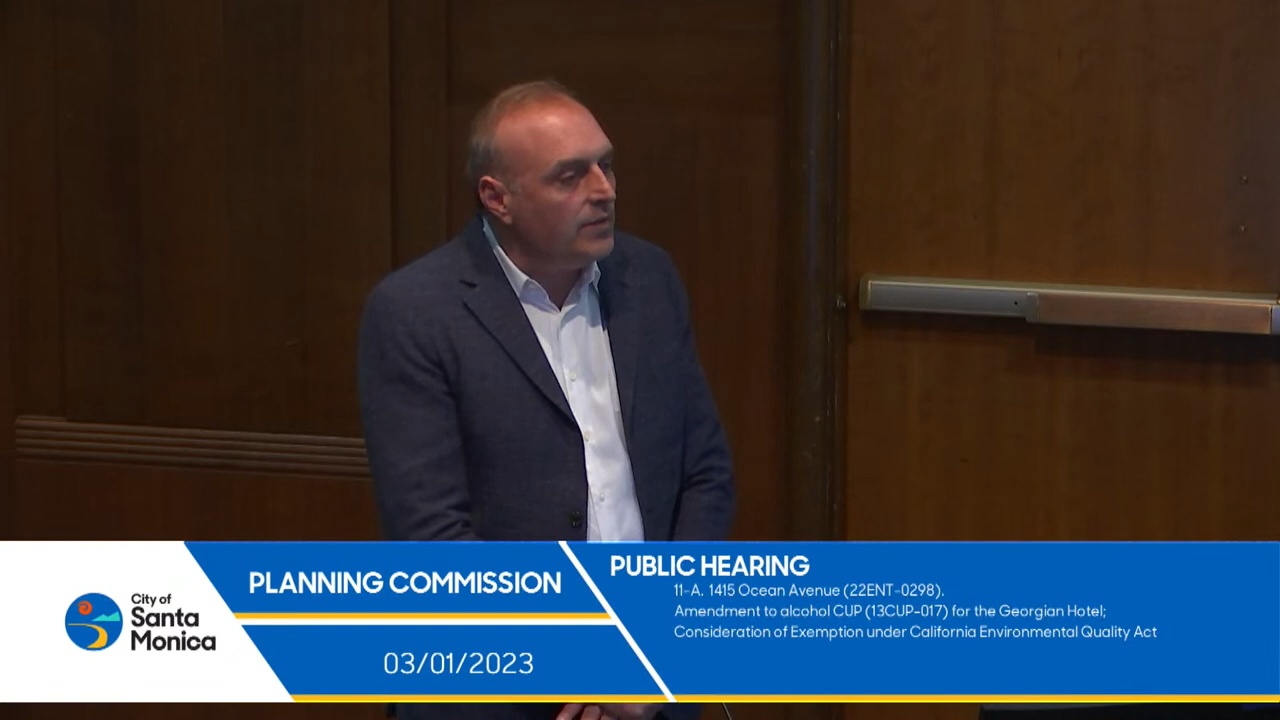 City of
Santa
Monica
PLANNING COMMISSION
03/01/2023
PUBLIC HEARING
11-A. 1415 Ocean Avenue (22ENT-0298).
Amendment to alcohol CUP (13CUP-017) for the Georgian Hotel;
Consideration of Exemption under California Environmental Quality Act